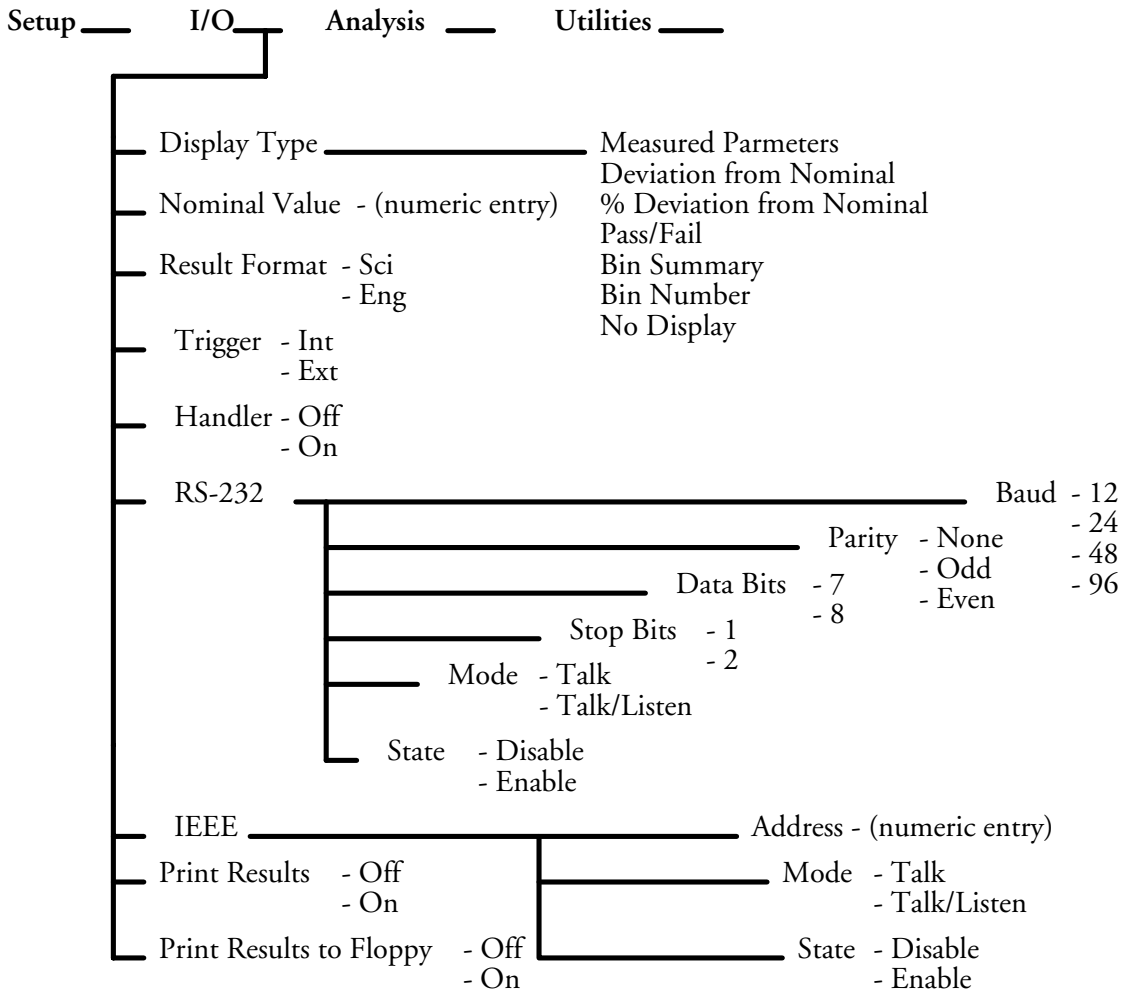 Setup I/O Analysis Utilities
Display Type Measured Parmeters
Deviation from Nominal
Nominal Value - (numeric entry) % Deviation from Nominal
Pass/Fail
Result Format - Sci Bin Summary
- Eng Bin Number
No Display
Trigger - Int
- Ext
Handler - Off
- On
RS-232 Baud - 12
- 24
- 48
- 96
Parity - None
- Odd
- Even
Data Bits - 7
- 8
Stop Bits - 1
- 2
Mode - Talk
- Talk/Listen
State - Disable
- Enable
IEEE Address - (numeric entry)
Print Results - Off Mode - Talk
- On - Talk/Listen
Print Results to Floppy - Off State - Disable
- On - Enable